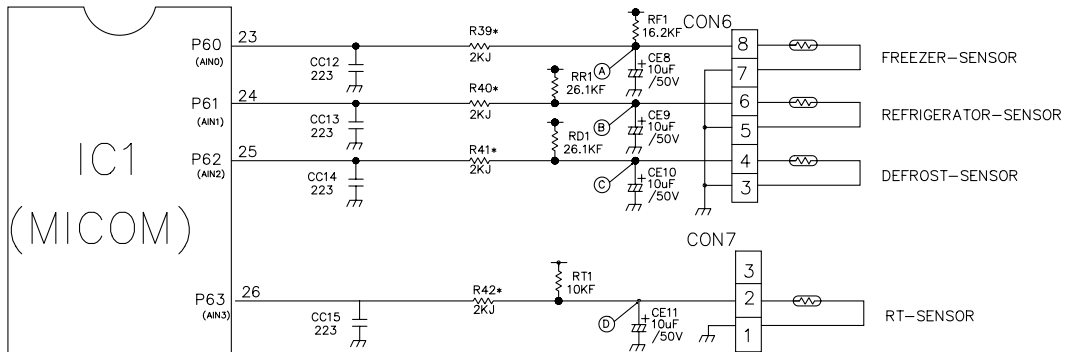 P60 23
(AIN0)
CC12
223
R39*
2KJ
RF1
16.2KF
A
CE8
+
10uF
/50V
CON6
8
7
FREEZER-SENSOR
P61 24
(AIN1)
CC13
223
R40*
2KJ
RR1
26.1KF
B
CE9
+
10uF
/50V
6
5
REFRIGERATOR-SENSOR
P62 25
(AIN2)
CC14
223
R41*
2KJ
RD1
26.1KF
C
CE10
+
10uF
/50V
4
3
DEFROST-SENSOR
IC1
(MICOM)
P63 26
(AIN3)
CC15
223
R42*
2KJ
RT1
10KF
D
CE11
+
10uF
/50V
CON7
3
2
1
RT-SENSOR